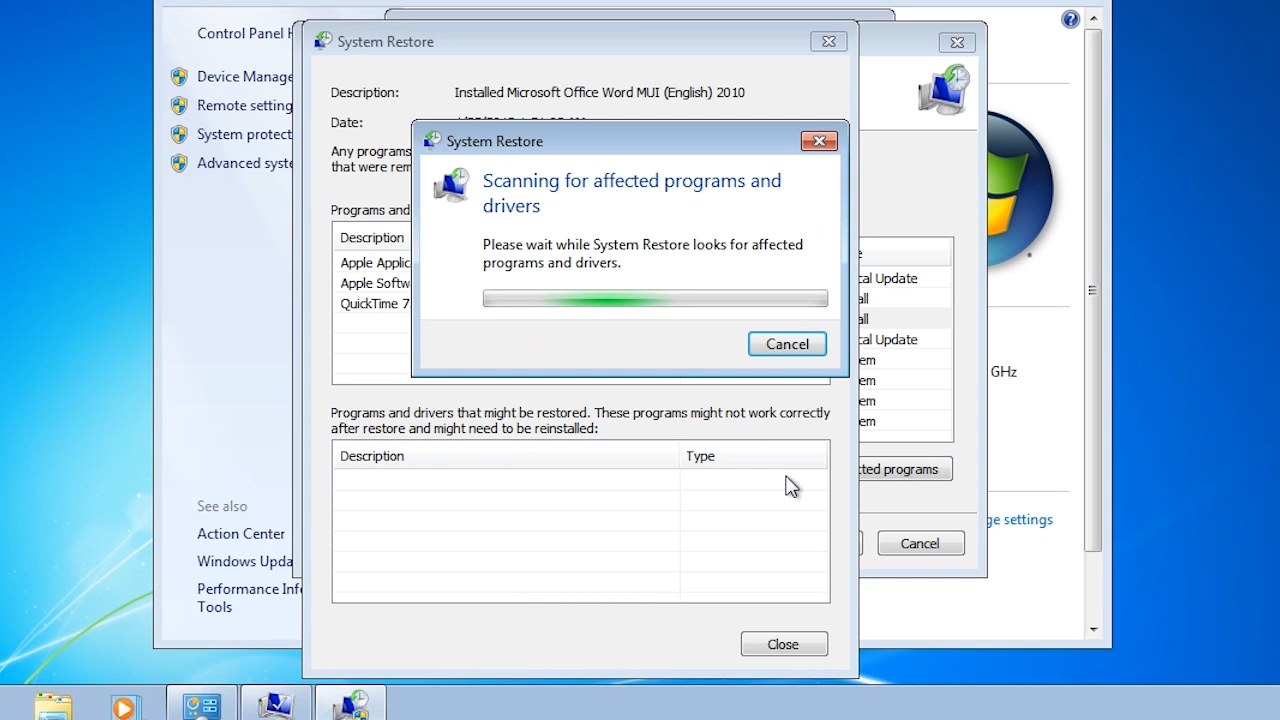 Control Panel H
System Restore
Device Manage
Description: Installed Microsoft Office Word MUI (English) 2010
Remote setting
Date:
System protect
System Restore
Any programs
that were rem
Advanced syste
Scanning for affected programs and
drivers
Programs and
Please wait while System Restore looks for affected
programs and drivers.
Description
Apple Applic
Apple Softw
QuickTime 7
cal Update
all
all
cal Update
em
em
em
em
Cancel
GHz
Programs and drivers that might be restored. These programs might not work correctly
after restore and might need to be reinstalled:
Description Type
cted programs
See also
Action Center
Windows Upda
Performance Info
Tools
ge settings
Cancel
Close